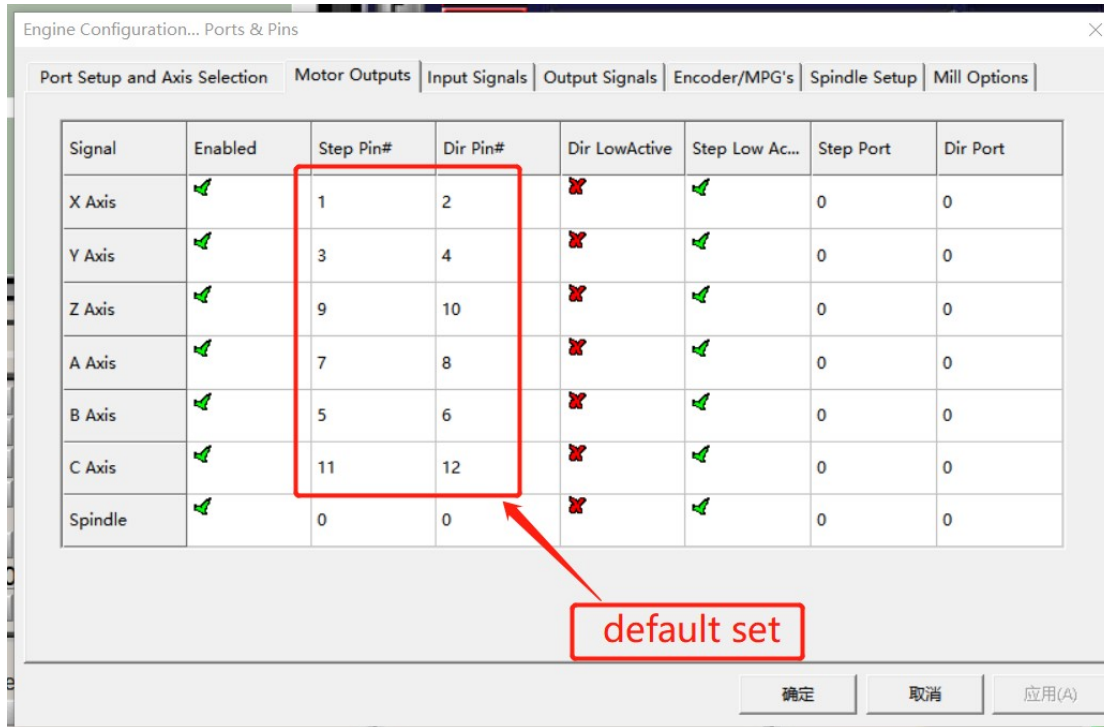 Engine Configuration... Ports & Pins
Port Setup and Axis Selection Motor Outputs Input Signals Output Signals Encoder/MPG's Spindle Setup Mill Options
Signal Enabled Step Pin# Dir Pin# Dir LowActive Step Low Ac... Step Port Dir Port
X Axis 1 2 0 0
Y Axis 3 4 0 0
Z Axis 9 10 0 0
A Axis 7 8 0 0
B Axis 5 6 0 0
C Axis 11 12 0 0
Spindle 0 0 0 0
default set
确定 取消 应用(A)